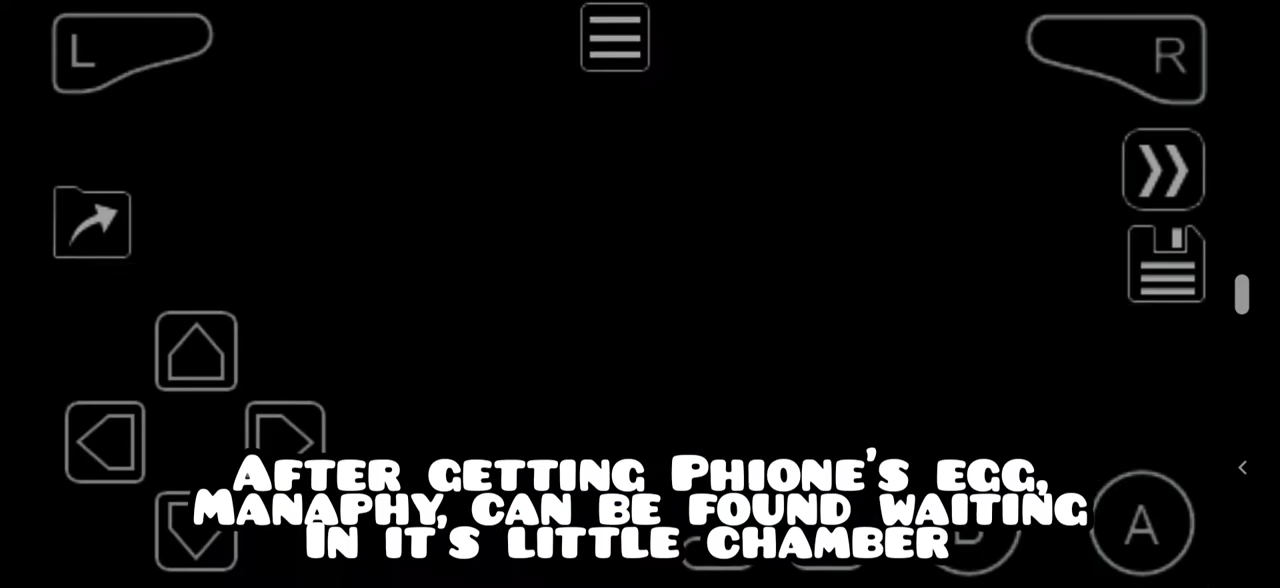 L
R
AFTER GETTING PHIONE'S EGG,
MANAPHY, CAN BE FOUND WAITING
IN IT'S LITTLE CHAMBER
A